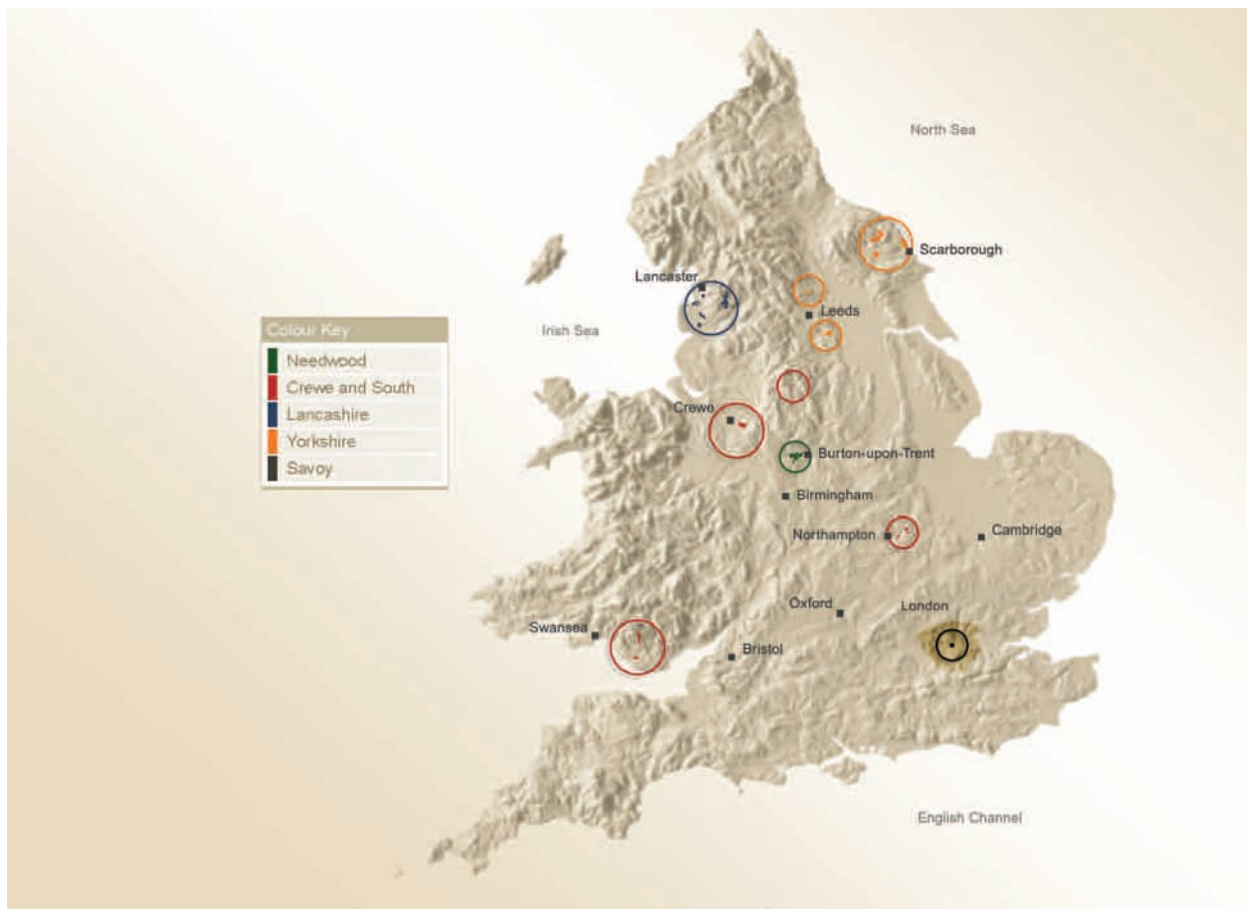 North Sea
Scarborough
Lancaster
Leeds
Irish Sea
Colour Key
Needwood
Crewe and South
Lancashire
Yorkshire
Savoy
Crewe
Burton-upon-Trent
Birmingham
Northampton
Cambridge
Oxford
London
Swansea
Bristol
English Channel